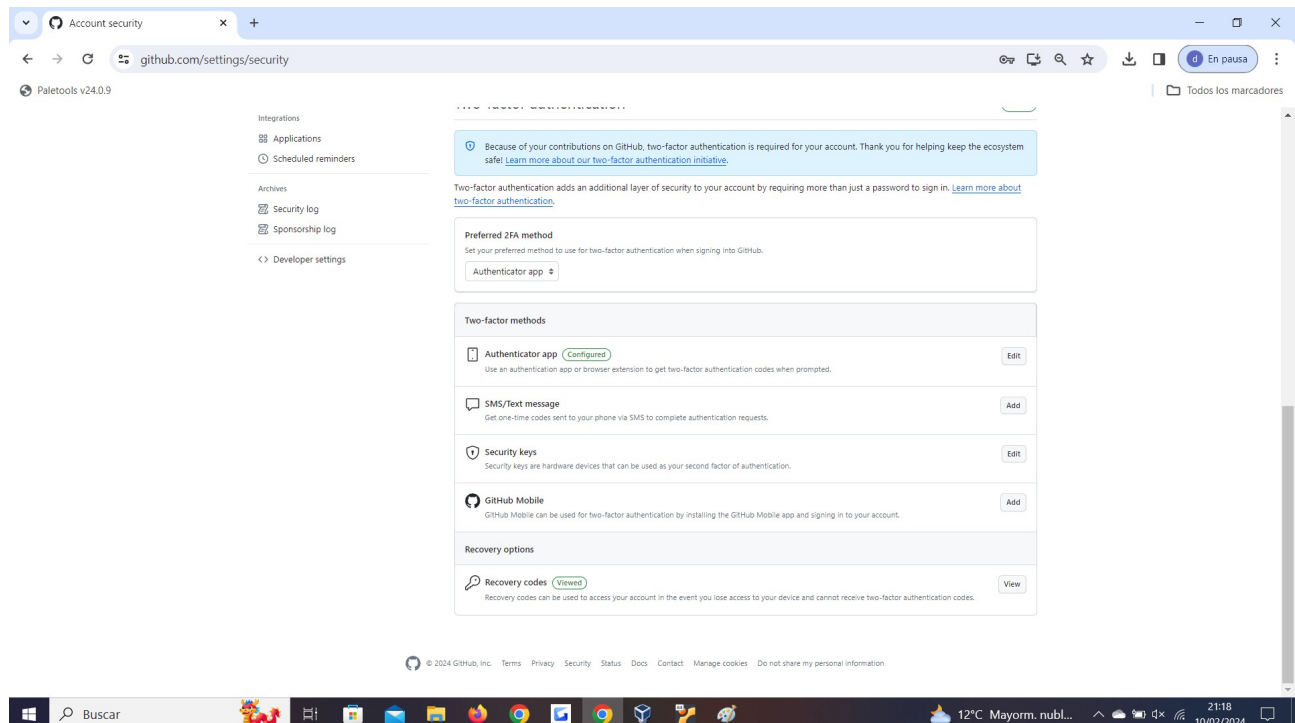 Account security
github.com/settings/security
d
En pausa
Paletools v24.0.9
Todos los marcadores
Two-factor authentication
Integrations
Applications
Scheduled reminders
Archives
Security log
Sponsorship log
Developer settings
Because of your contributions on GitHub, two-factor authentication is required for your account. Thank you for helping keep the ecosystem
safe! Learn more about our two-factor authentication initiative.
Two-factor authentication adds an additional layer of security to your account by requiring more than just a password to sign in. Learn more about
two-factor authentication.
Preferred 2FA method
Set your preferred method to use for two-factor authentication when signing into GitHub.
Authenticator app
Two-factor methods
Authenticator app Configured
Edit
Use an authentication app or browser extension to get two-factor authentication codes when prompted.
SMS/Text message
Add
Get one-time codes sent to your phone via SMS to complete authentication requests.
Security keys
Edit
Security keys are hardware devices that can be used as your second factor of authentication.
GitHub Mobile
Add
GitHub Mobile can be used for two-factor authentication by installing the GitHub Mobile app and signing in to your account.
Recovery options
Recovery codes Viewed
View
Recovery codes can be used to access your account in the event you lose access to your device and cannot receive two-factor authentication codes.
© 2024 GitHub, Inc. Terms Privacy Security Status Docs Contact Manage cookies Do not share my personal information
Buscar
12°C Mayorm. nubl...
21:18
10/02/2024